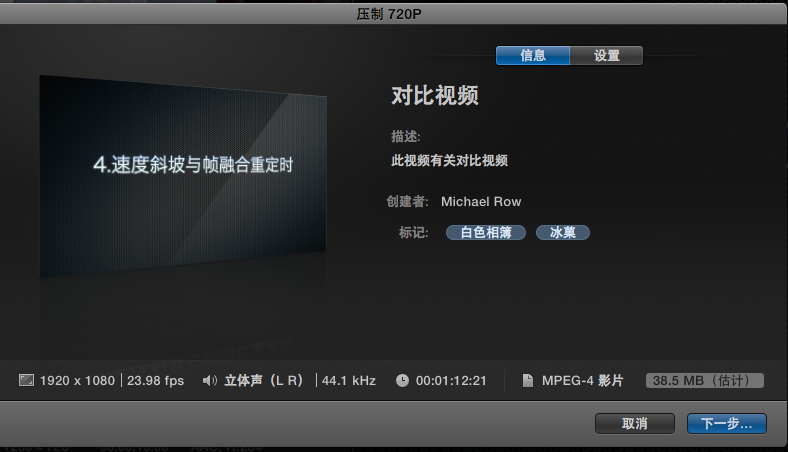 压制 720P
信息 设置
对比视频
描述:
此视频有关对比视频
4.速度斜坡与帧融合重定时
创建者: Michael Row
标记: 白色相簿 冰菓
1920 x 1080 | 23.98 fps 立体声（L R） | 44.1 kHz 00:01:12:21 MPEG-4 影片 38.5 MB（估计）
取消 下一步…